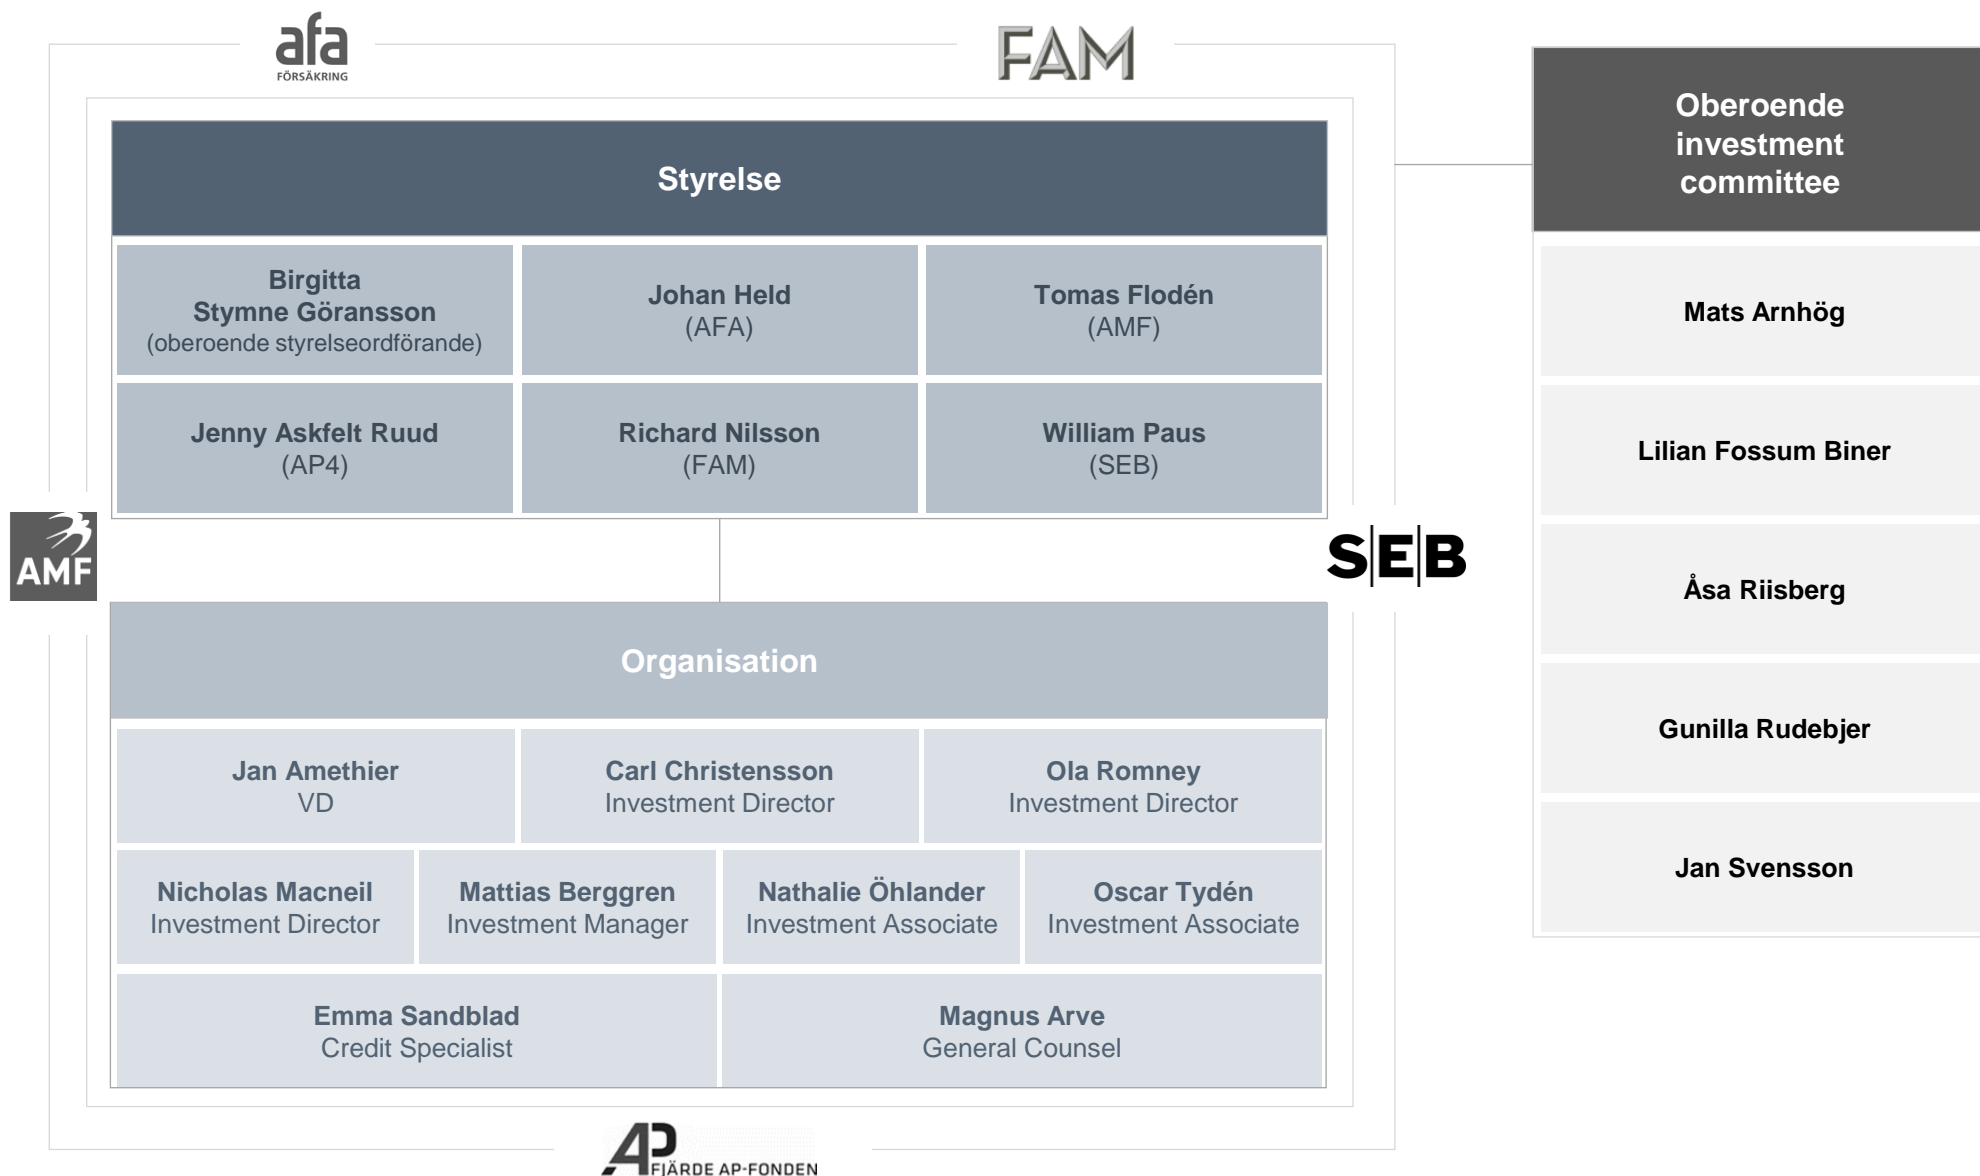 afa
FÖRSÄKRING
FAM
Styrelse
Birgitta
Stymne Göransson
(oberoende styrelseordförande)
Johan Held
(AFA)
Tomas Flodén
(AMF)
Jenny Askfelt Ruud
(AP4)
Richard Nilsson
(FAM)
William Paus
(SEB)
AMF
S|E|B
Organisation
Jan Amethier
VD
Carl Christensson
Investment Director
Ola Romney
Investment Director
Nicholas Macneil
Investment Director
Mattias Berggren
Investment Manager
Nathalie Öhlander
Investment Associate
Oscar Tydén
Investment Associate
Emma Sandblad
Credit Specialist
Magnus Arve
General Counsel
AP
FJÄRDE AP-FONDEN
Oberoende
investment
committee
Mats Arnhög
Lilian Fossum Biner
Åsa Riisberg
Gunilla Rudebjer
Jan Svensson